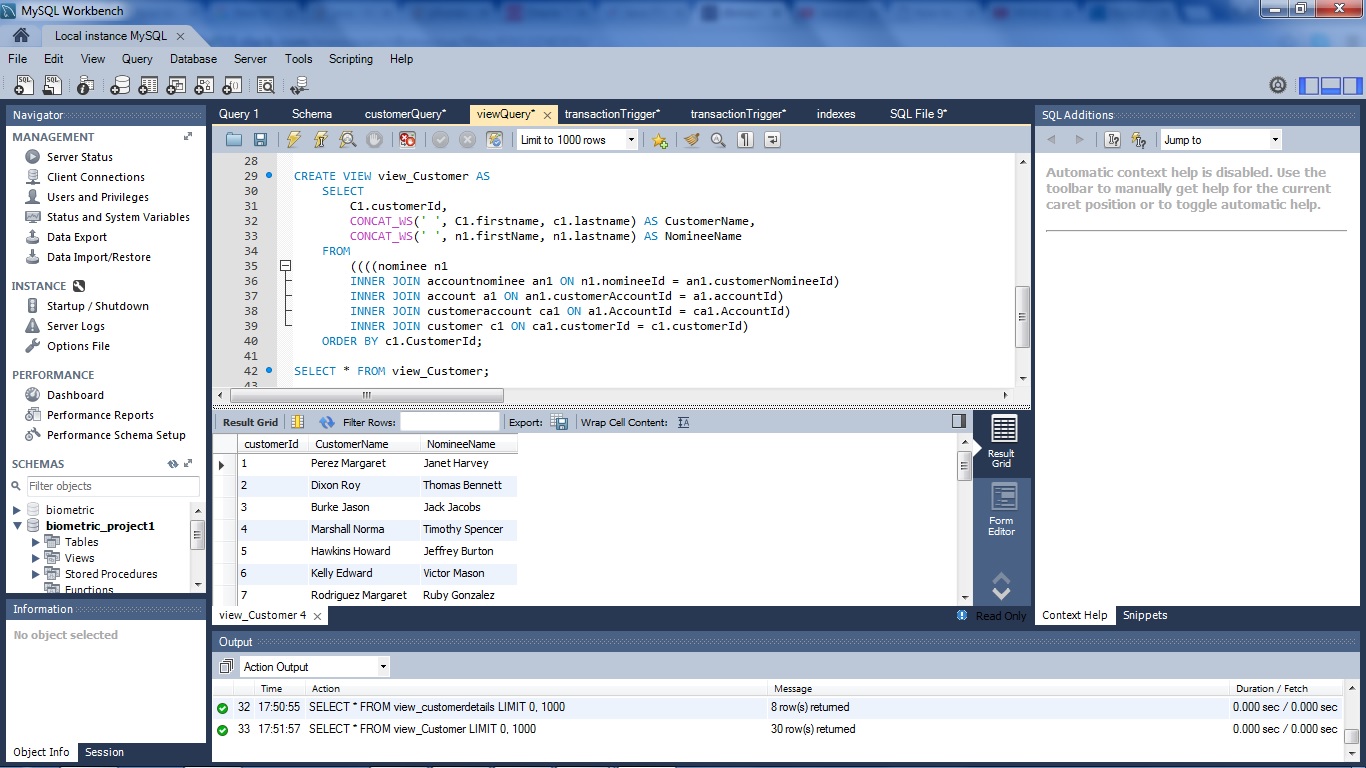 MySQL Workbench
Local instance MySQL
File Edit View Query Database Server Tools Scripting Help
Navigator
MANAGEMENT
Server Status
Client Connections
Users and Privileges
Status and System Variables
Data Export
Data Import/Restore
INSTANCE
Startup / Shutdown
Server Logs
Options File
PERFORMANCE
Dashboard
Performance Reports
Performance Schema Setup
SCHEMAS
Filter objects
biometric
biometric_project1
Tables
Views
Stored Procedures
Functions
Information
No object selected
Object Info Session
Query 1 Schema customerQuery* viewQuery* transactionTrigger* transactionTrigger* indexes SQL File 9*
Limit to 1000 rows
28
29 CREATE VIEW view_Customer AS
30 SELECT
31 C1.customerId,
32 CONCAT_WS(' ', C1.firstname, c1.lastname) AS CustomerName,
33 CONCAT_WS(' ', n1.firstName, n1.lastname) AS NomineeName
34 FROM
35 ((((nominee n1
36 INNER JOIN accountnominee an1 ON n1.nomineeId = an1.customerNomineeId)
37 INNER JOIN account a1 ON an1.customerAccountId = a1.accountId)
38 INNER JOIN customeraccount ca1 ON a1.AccountId = ca1.AccountId)
39 INNER JOIN customer c1 ON ca1.customerId = c1.customerId)
40 ORDER BY c1.CustomerId;
41
42 SELECT * FROM view_Customer;
43
Result Grid Filter Rows: Export: Wrap Cell Content:
customerId CustomerName NomineeName
1 Perez Margaret Janet Harvey
2 Dixon Roy Thomas Bennett
3 Burke Jason Jack Jacobs
4 Marshall Norma Timothy Spencer
5 Hawkins Howard Jeffrey Burton
6 Kelly Edward Victor Mason
7 Rodriguez Margaret Ruby Gonzalez
Result Grid
Form Editor
view_Customer 4
Read Only
SQL Additions
Jump to
Automatic context help is disabled. Use the
toolbar to manually get help for the current
caret position or to toggle automatic help.
Context Help Snippets
Output
Action Output
Time Action Message Duration / Fetch
32 17:50:55 SELECT * FROM view_customerdetails LIMIT 0, 1000 8 row(s) returned 0.000 sec / 0.000 sec
33 17:51:57 SELECT * FROM view_Customer LIMIT 0, 1000 30 row(s) returned 0.000 sec / 0.000 sec